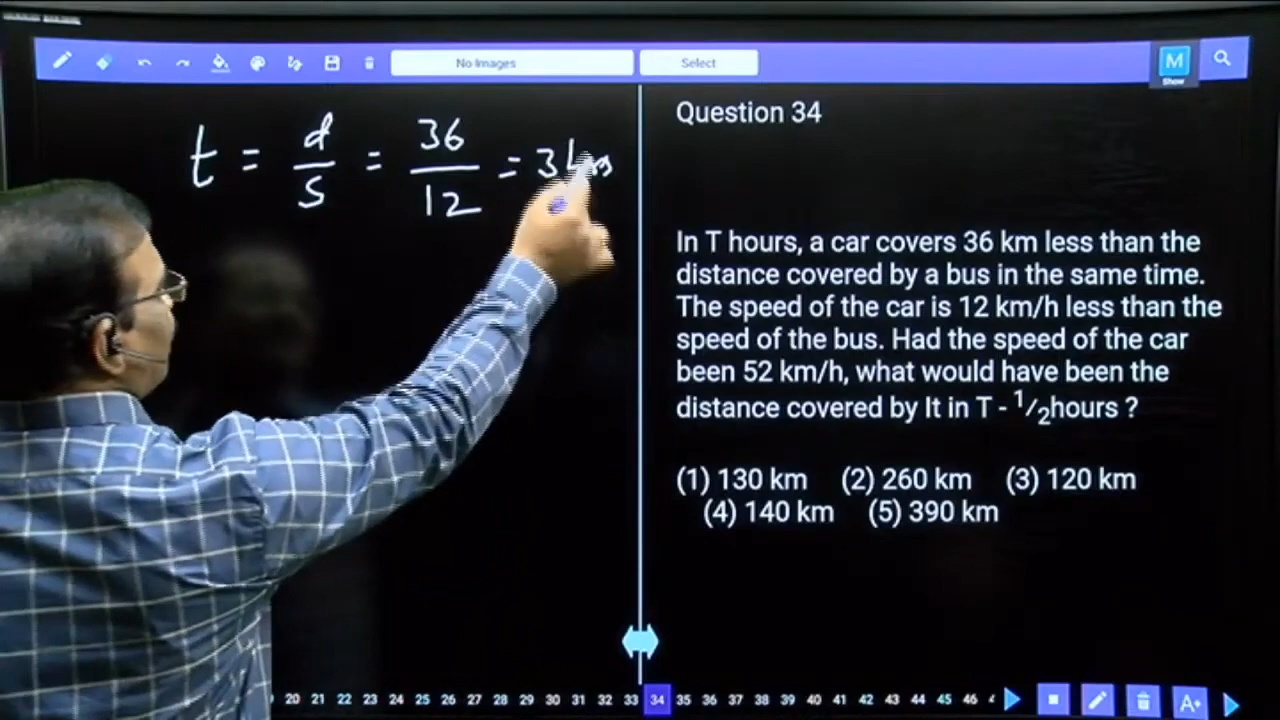 No Images Select
M
Show
t = d/s = 36/12 = 3 hrs
Question 34
In T hours, a car covers 36 km less than the
distance covered by a bus in the same time.
The speed of the car is 12 km/h less than the
speed of the bus. Had the speed of the car
been 52 km/h, what would have been the
distance covered by It in T - 1/2hours ?
(1) 130 km (2) 260 km (3) 120 km
(4) 140 km (5) 390 km
20 21 22 23 24 25 26 27 28 29 30 31 32 33 34 35 36 37 38 39 40 41 42 43 44 45 46
A+